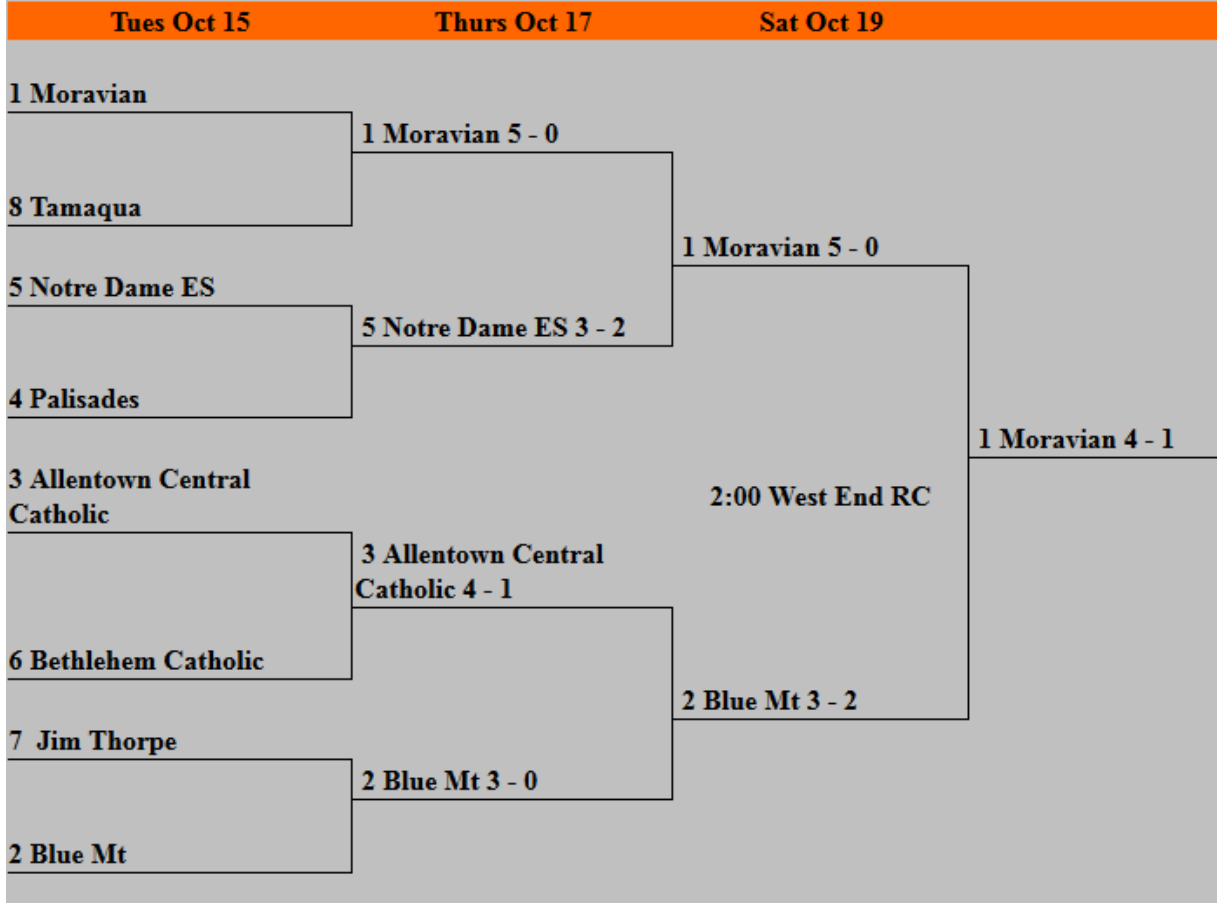 Tues Oct 15 Thurs Oct 17 Sat Oct 19
1 Moravian
1 Moravian 5 - 0
8 Tamaqua
1 Moravian 5 - 0
5 Notre Dame ES
5 Notre Dame ES 3 - 2
4 Palisades
1 Moravian 4 - 1
3 Allentown Central
Catholic
2:00 West End RC
3 Allentown Central
Catholic 4 - 1
6 Bethlehem Catholic
2 Blue Mt 3 - 2
7 Jim Thorpe
2 Blue Mt 3 - 0
2 Blue Mt